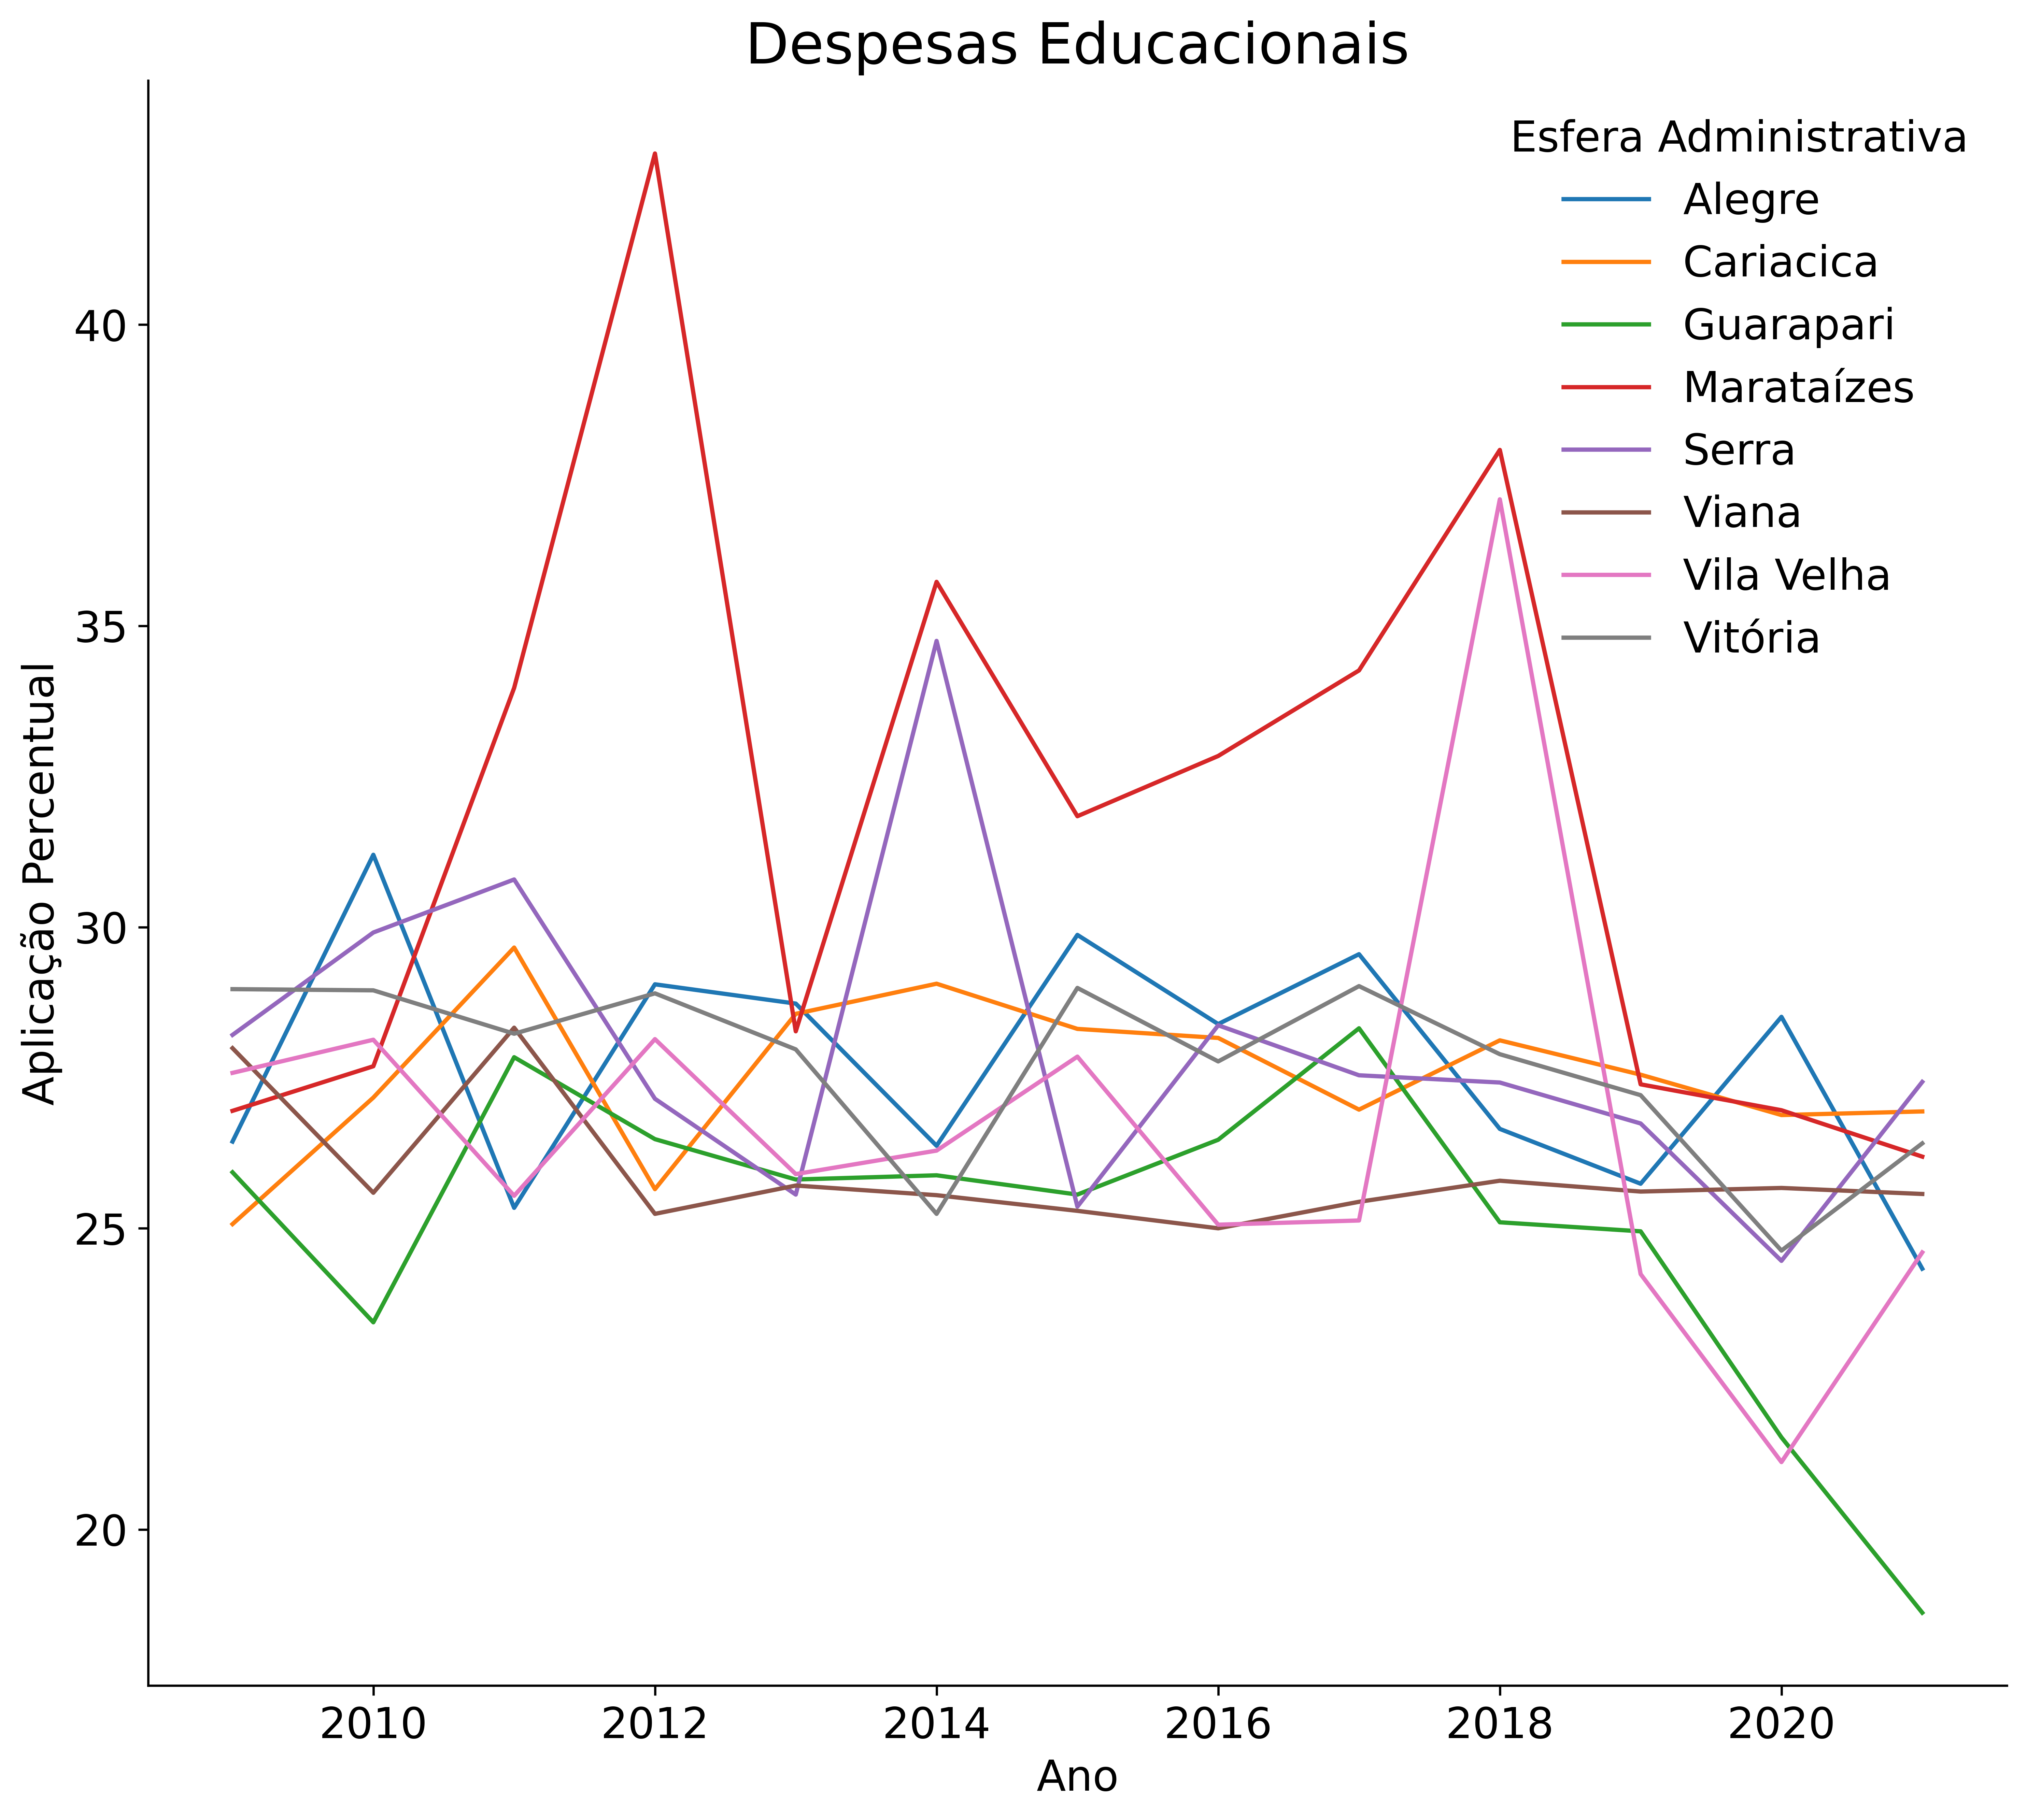 Despesas Educacionais
Esfera Administrativa
Alegre
Cariacica
Guarapari
Marataízes
Serra
Viana
Vila Velha
Vitória
Aplicação Percentual
40
35
30
25
20
2010 2012 2014 2016 2018 2020
Ano